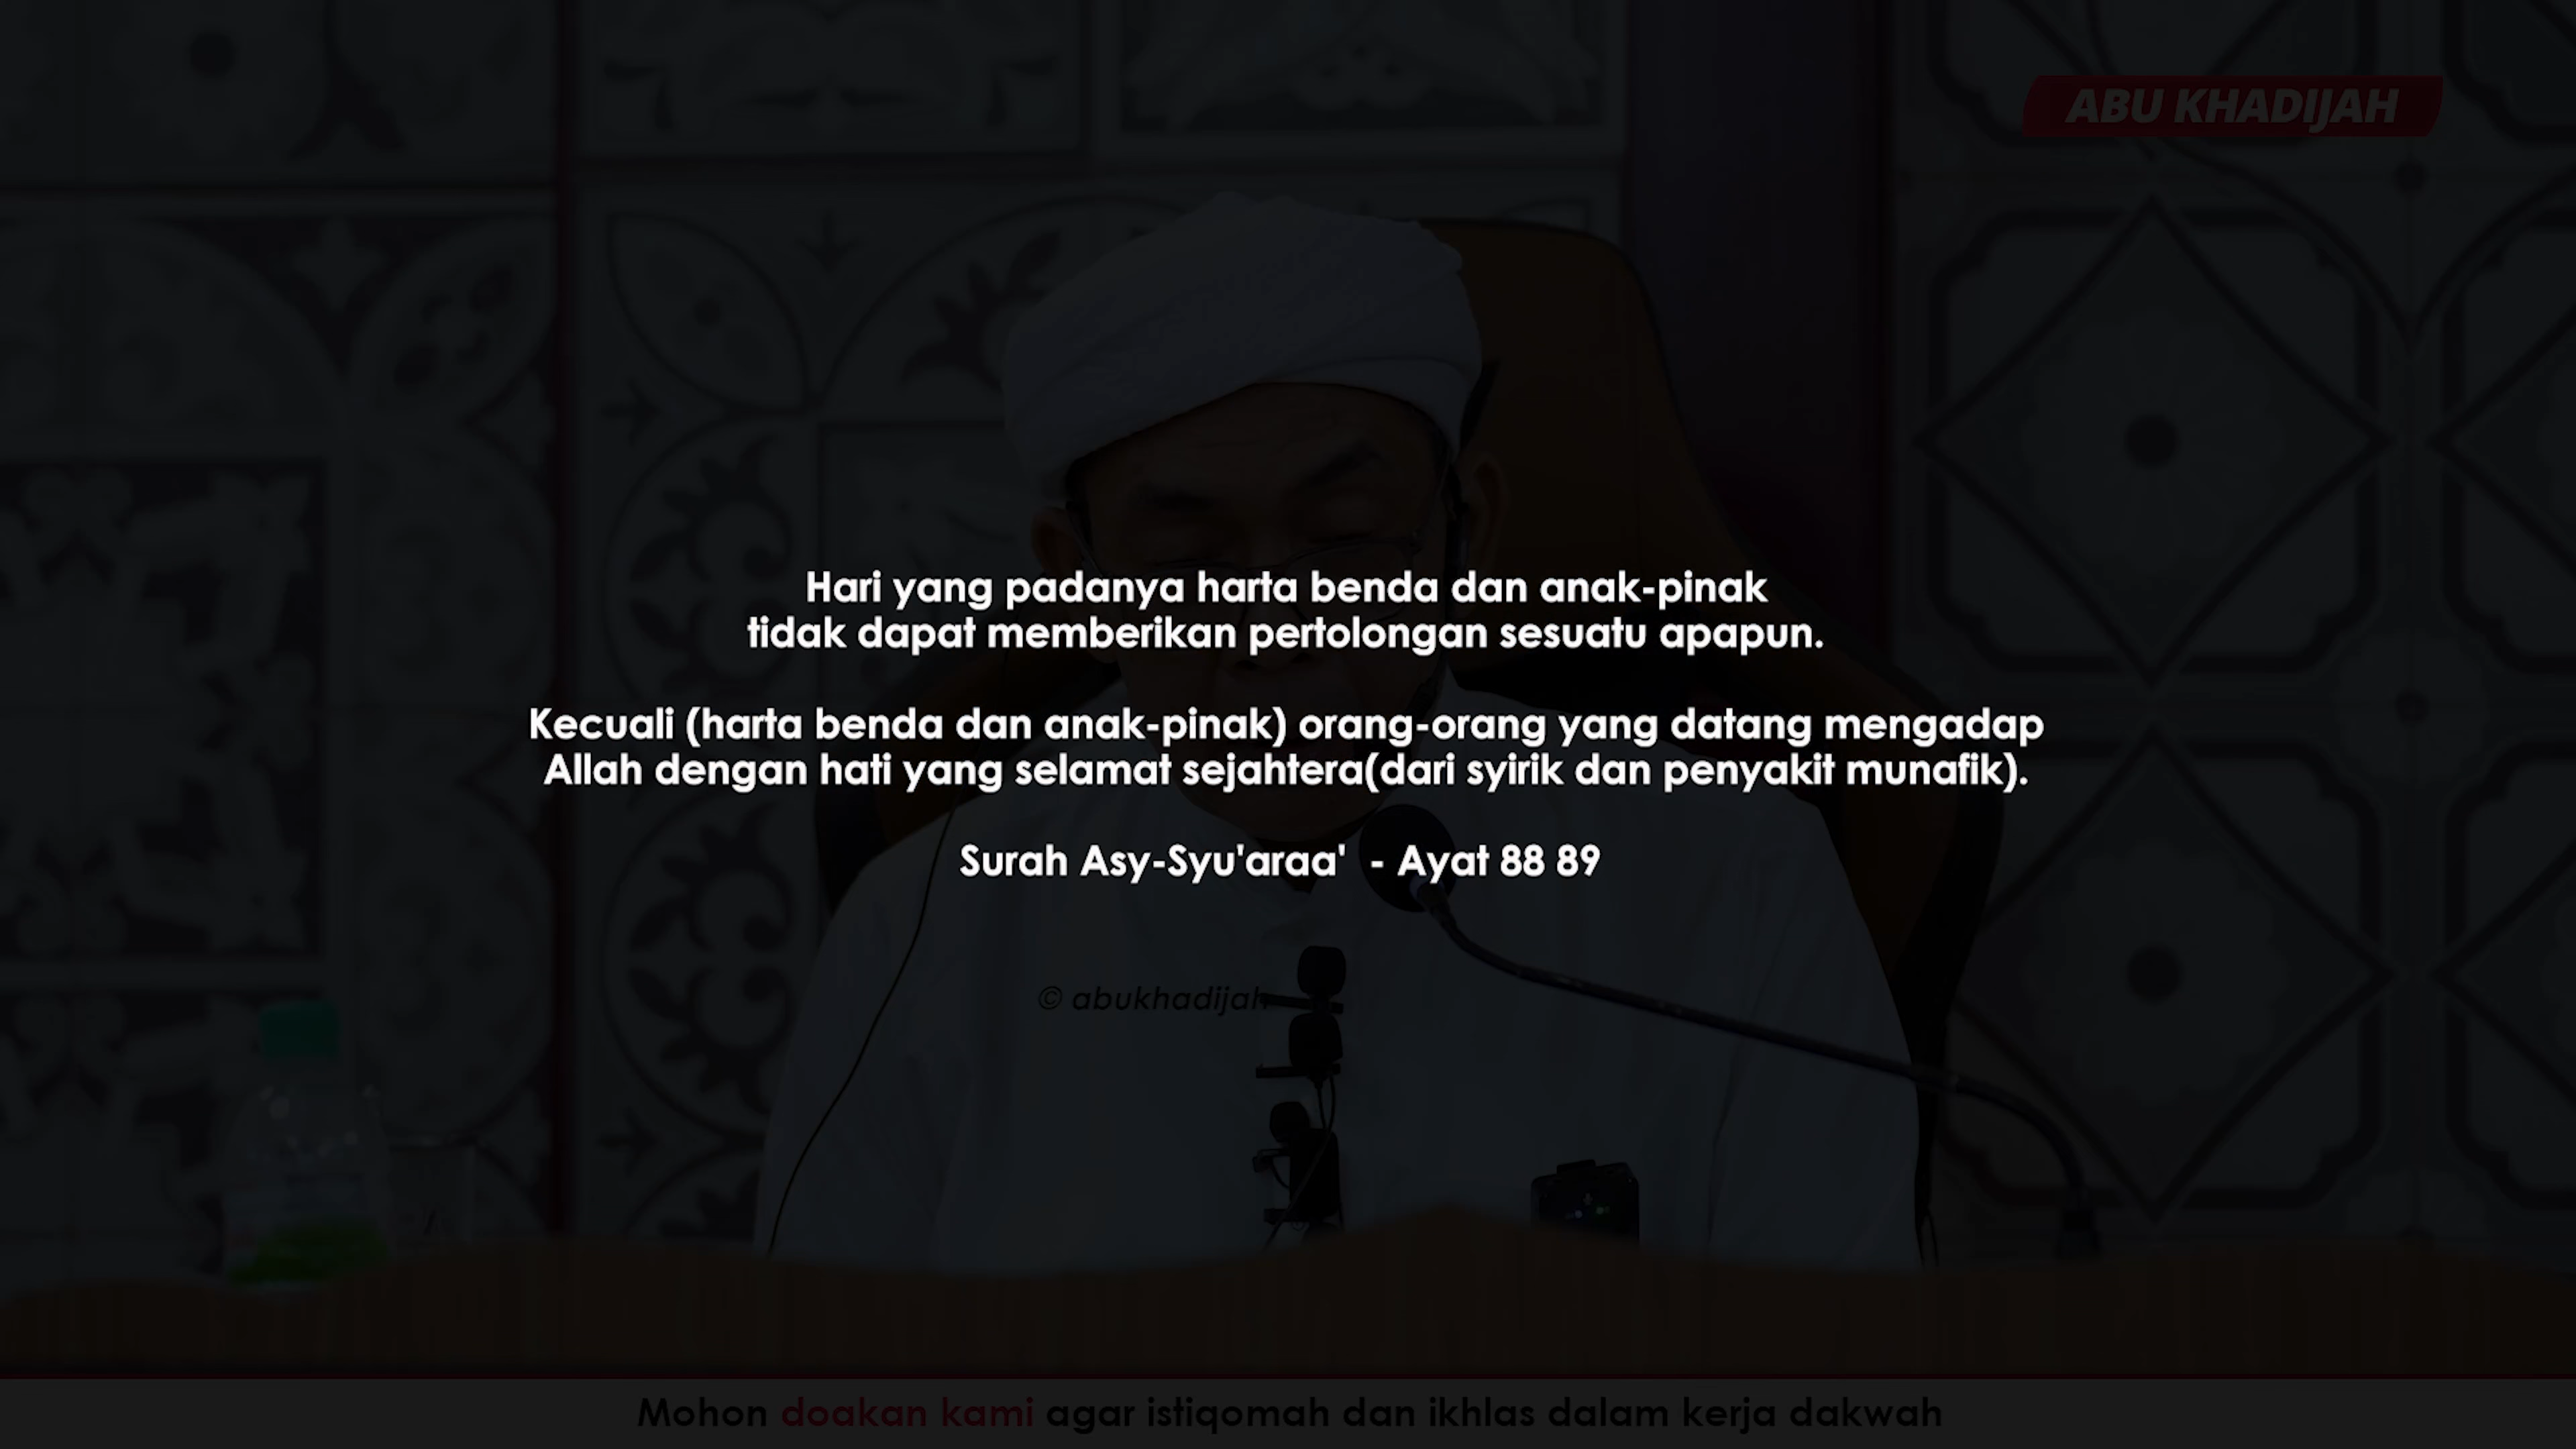 ABU KHADIJAH
Hari yang padanya harta benda dan anak-pinak
tidak dapat memberikan pertolongan sesuatu apapun.
Kecuali (harta benda dan anak-pinak) orang-orang yang datang mengadap
Allah dengan hati yang selamat sejahtera(dari syirik dan penyakit munafik).
Surah Asy-Syu'araa' - Ayat 88 89
© abukhadijah
Mohon doakan kami agar istiqomah dan ikhlas dalam kerja dakwah